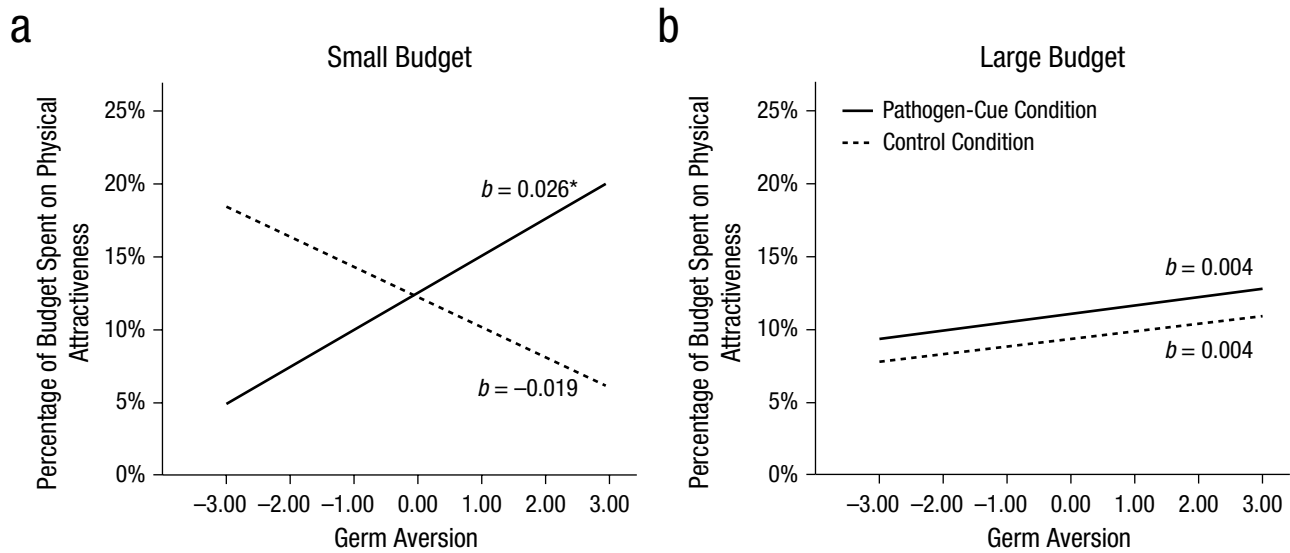 a
Small Budget
Percentage of Budget Spent on Physical
Attractiveness
25%
20%
15%
10%
5%
0%
b = 0.026*
b = –0.019
–3.00 –2.00 –1.00 0.00 1.00 2.00 3.00
Germ Aversion
b
Large Budget
Percentage of Budget Spent on Physical
Attractiveness
25%
20%
15%
10%
5%
0%
Pathogen-Cue Condition
Control Condition
b = 0.004
b = 0.004
–3.00 –2.00 –1.00 0.00 1.00 2.00 3.00
Germ Aversion